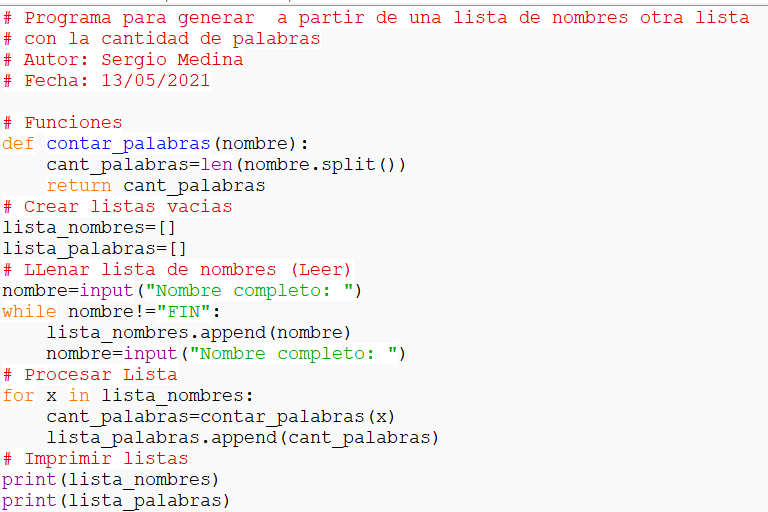 # Programa para generar  a partir de una lista de nombres otra lista
# con la cantidad de palabras
# Autor: Sergio Medina
# Fecha: 13/05/2021

# Funciones
def contar_palabras(nombre):
    cant_palabras=len(nombre.split())
    return cant_palabras
# Crear listas vacias
lista_nombres=[]
lista_palabras=[]
# LLenar lista de nombres (Leer)
nombre=input("Nombre completo: ")
while nombre!="FIN":
    lista_nombres.append(nombre)
    nombre=input("Nombre completo: ")
# Procesar Lista
for x in lista_nombres:
    cant_palabras=contar_palabras(x)
    lista_palabras.append(cant_palabras)
# Imprimir listas
print(lista_nombres)
print(lista_palabras)